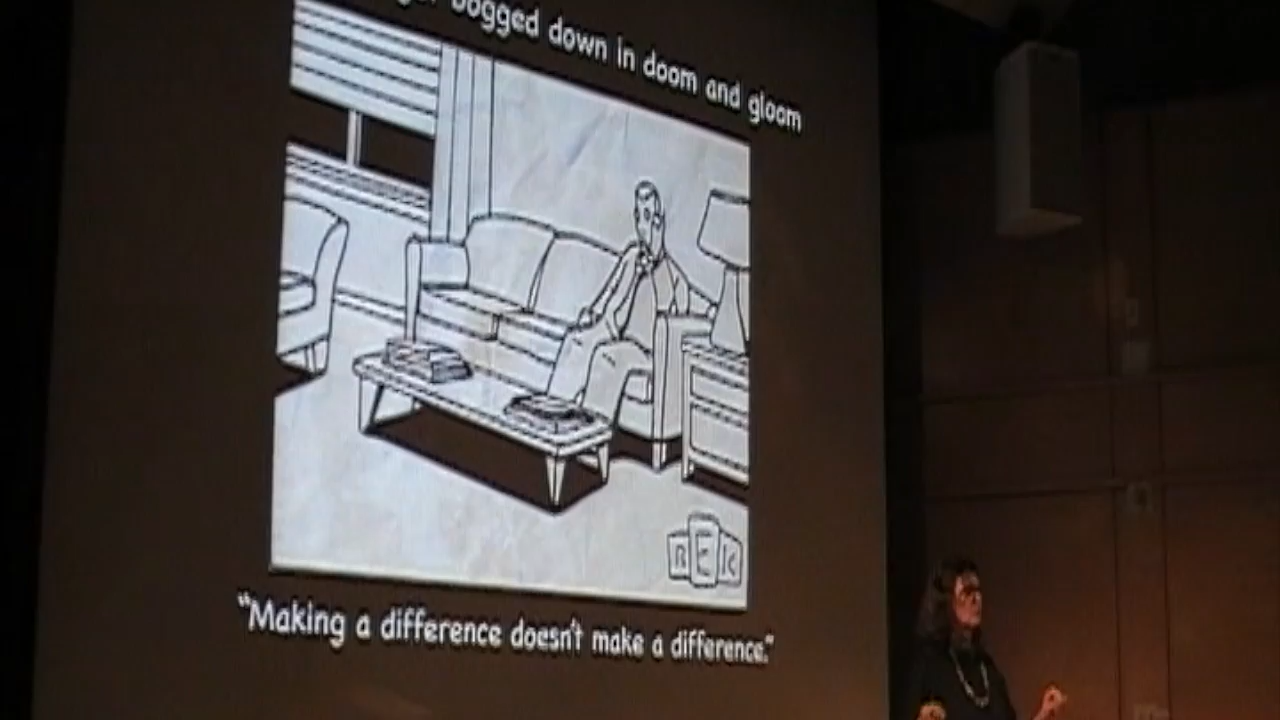 bogged down in doom and gloom
REK
"Making a difference doesn't make a difference."